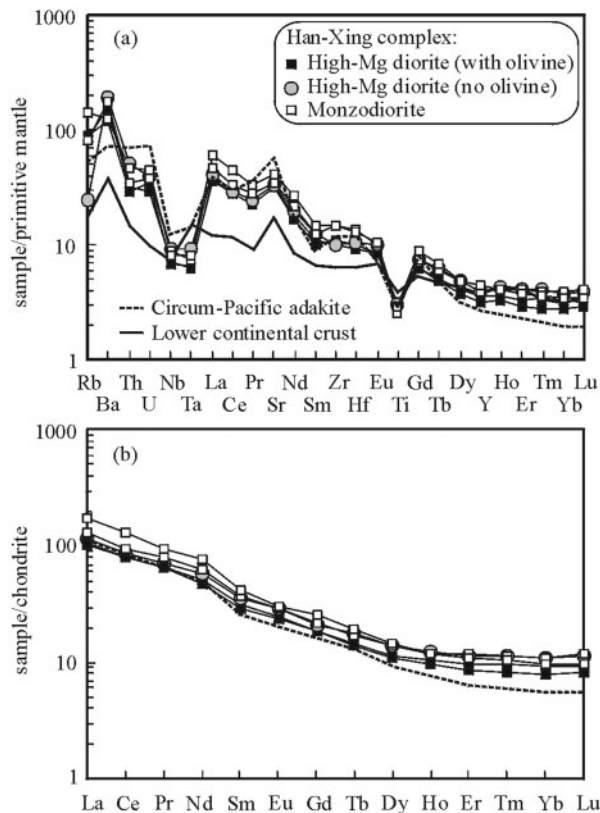 1000
(a)
Han-Xing complex:
High-Mg diorite (with olivine)
High-Mg diorite (no olivine)
Monzodiorite
100
sample/primitive mantle
10
Circum-Pacific adakite
Lower continental crust
1
Rb Th Nb La Pr Nd Zr Eu Gd Dy Ho Tm Lu
Ba U Ta Ce Sr Sm Hf Ti Tb Y Er Yb
1000
(b)
100
sample/chondrite
10
1
La Ce Pr Nd Sm Eu Gd Tb Dy Ho Er Tm Yb Lu